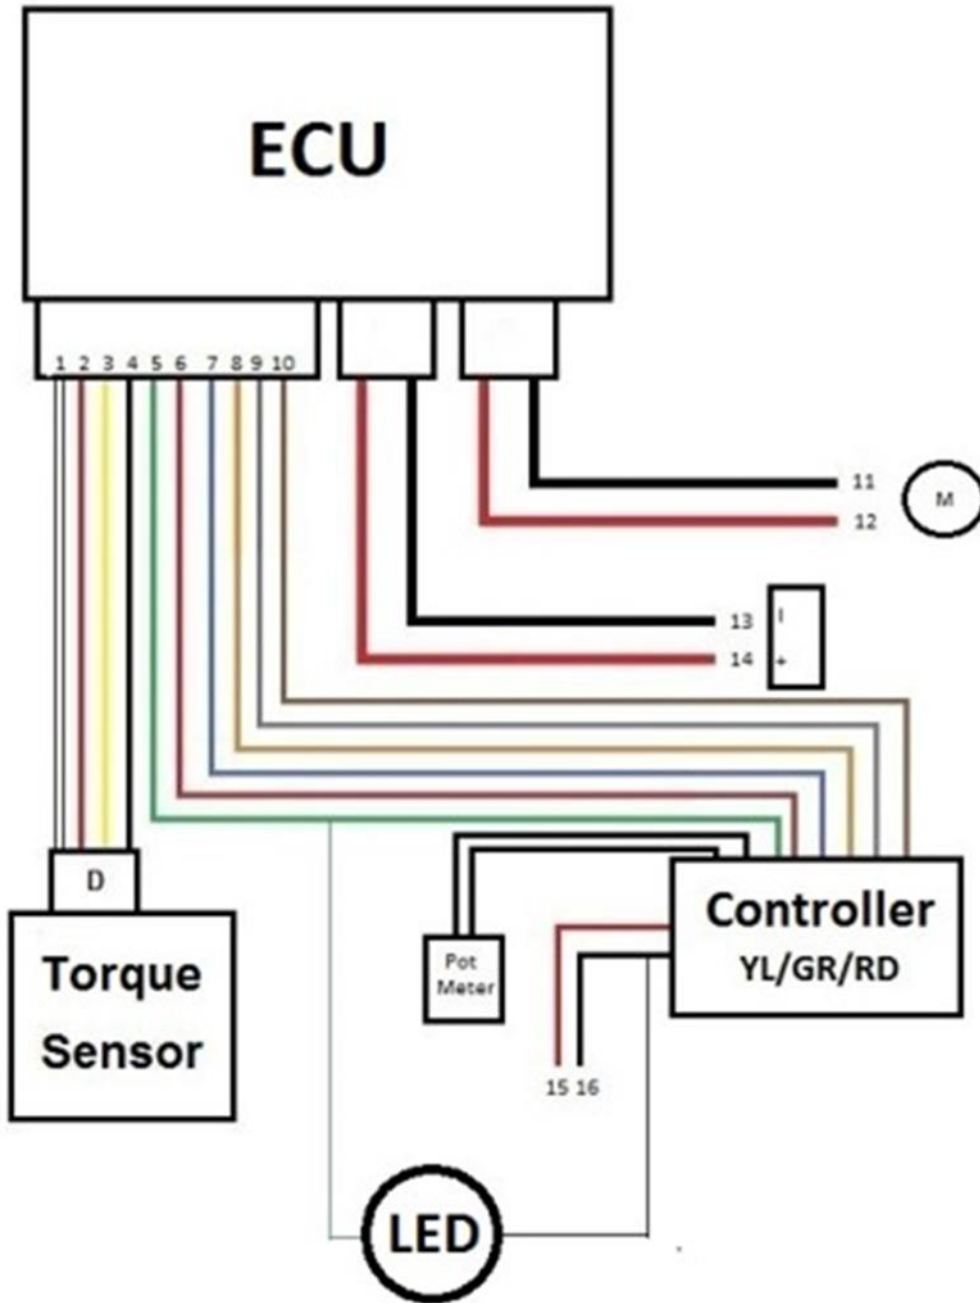 ECU
1 2 3 4 5 6 7 8 9 10
11
M
12
13
14
+
D
Torque
Sensor
Pot
Meter
Controller
YL/GR/RD
15 16
LED